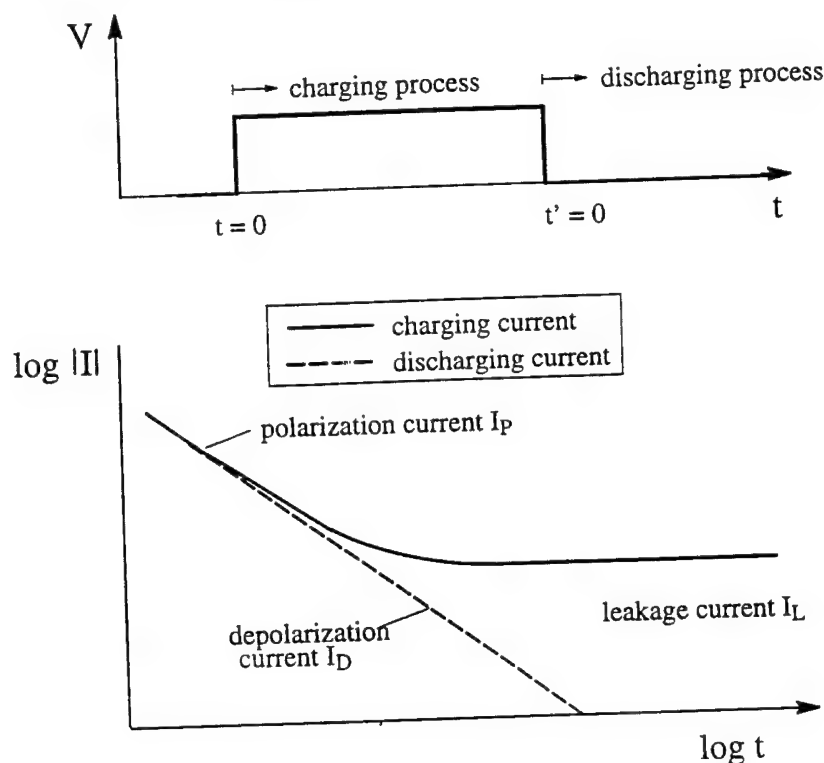 V
charging process
discharging process
t = 0
t' = 0
t
charging current
discharging current
log |I|
polarization current IP
depolarization
current ID
leakage current IL
log t